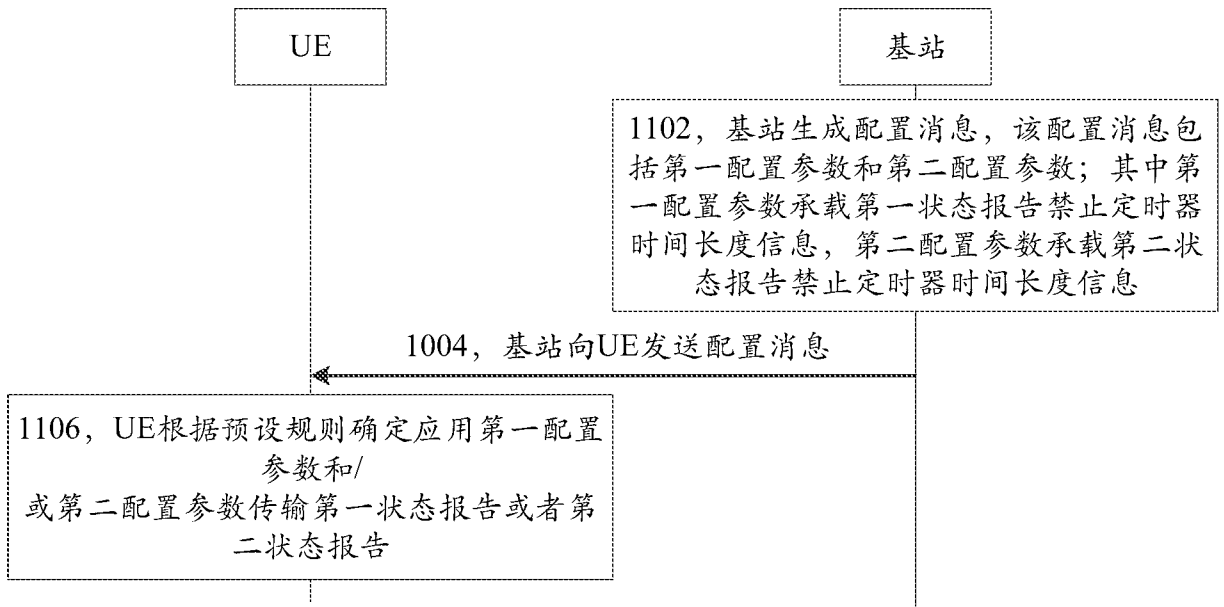 UE
基站
1102，基站生成配置消息，该配置消息包
括第一配置参数和第二配置参数；其中第
一配置参数承载第一状态报告禁止定时器
时间长度信息，第二配置参数承载第二状
态报告禁止定时器时间长度信息
1004，基站向UE发送配置消息
1106，UE根据预设规则确定应用第一配置
参数和/
或第二配置参数传输第一状态报告或者第
二状态报告